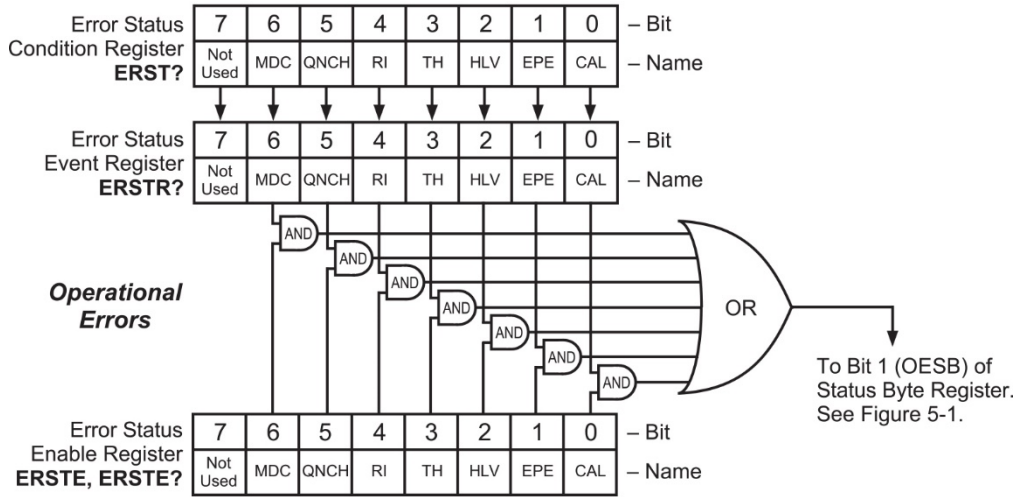 Error Status
Condition Register
ERST?
7 6 5 4 3 2 1 0 – Bit
Not Used MDC QNCH RI TH HLV EPE CAL – Name
Error Status
Event Register
ERSTR?
7 6 5 4 3 2 1 0 – Bit
Not Used MDC QNCH RI TH HLV EPE CAL – Name
AND
AND
AND
AND
AND
AND
AND
OR
Operational
Errors
To Bit 1 (OESB) of
Status Byte Register.
See Figure 5-1.
Error Status
Enable Register
ERSTE, ERSTE?
7 6 5 4 3 2 1 0 – Bit
Not Used MDC QNCH RI TH HLV EPE CAL – Name